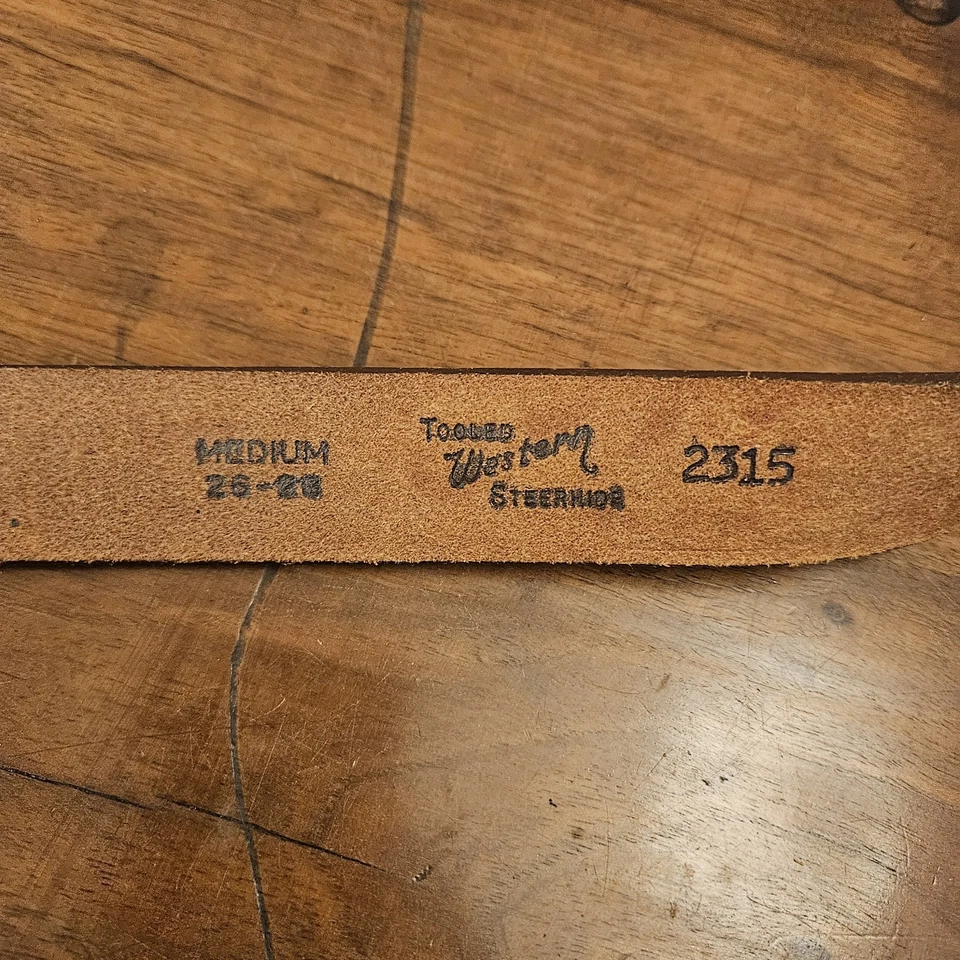 MEDIUM
26-28
TOOLED
Western
STEERHIDE
2315